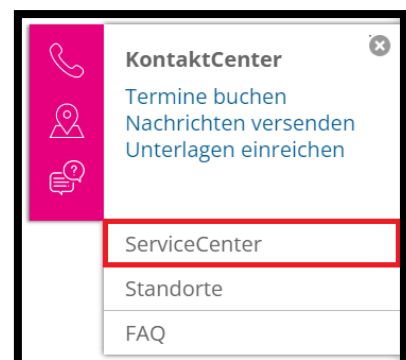 KontaktCenter
Termine buchen
Nachrichten versenden
Unterlagen einreichen
ServiceCenter
Standorte
FAQ